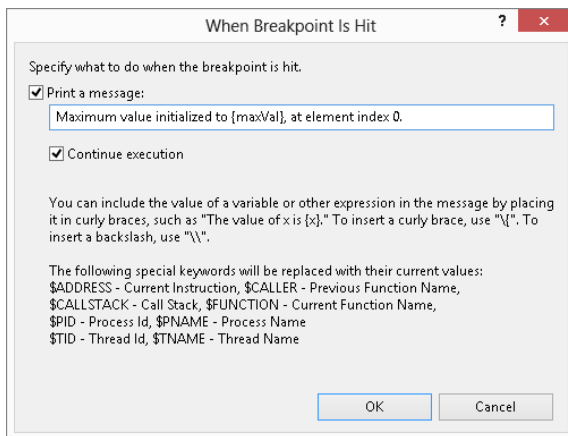 When Breakpoint Is Hit
?
×
Specify what to do when the breakpoint is hit.
Print a message:
Maximum value initialized to {maxVal}, at element index 0.
Continue execution
You can include the value of a variable or other expression in the message by placing
it in curly braces, such as "The value of x is {x}." To insert a curly brace, use "\{". To
insert a backslash, use "\\".
The following special keywords will be replaced with their current values:
$ADDRESS - Current Instruction, $CALLER - Previous Function Name,
$CALLSTACK - Call Stack, $FUNCTION - Current Function Name,
$PID - Process Id, $PNAME - Process Name
$TID - Thread Id, $TNAME - Thread Name
OK Cancel